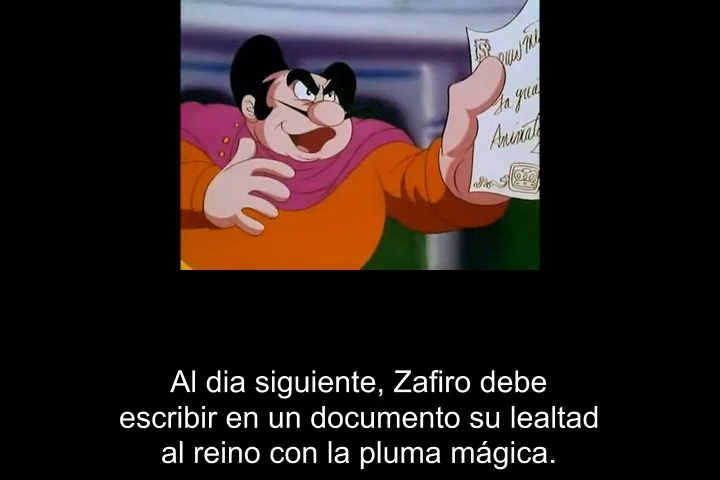 Al dia siguiente, Zafiro debe
escribir en un documento su lealtad
al reino con la pluma mágica.